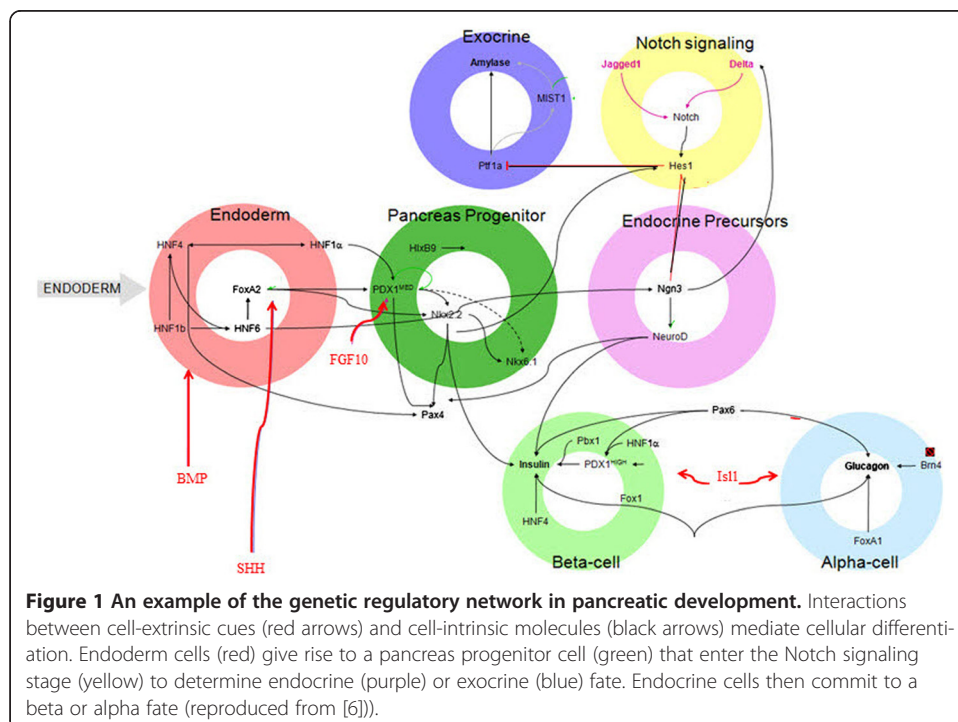 Exocrine
Amylase
MIST1
Ptf1a
Notch signaling
Jagged1
Delta
Notch
Hes1
Endoderm
HNF4
HNF1α
FoxA2
HNF1b
HNF6
ENDODERM
Pancreas Progenitor
HlxB9
PDX1MED
Nkx2.2
Nkx6.1
FGF10
Pax4
Endocrine Precursors
Ngn3
NeuroD
BMP
SHH
Pax6
Pbx1
HNF1α
Insulin
PDX1HIGH
Fox1
HNF4
Beta-cell
Isl1
Glucagon
Brn4
FoxA1
Alpha-cell
Figure 1 An example of the genetic regulatory network in pancreatic development. Interactions
between cell-extrinsic cues (red arrows) and cell-intrinsic molecules (black arrows) mediate cellular differenti-
ation. Endoderm cells (red) give rise to a pancreas progenitor cell (green) that enter the Notch signaling
stage (yellow) to determine endocrine (purple) or exocrine (blue) fate. Endocrine cells then commit to a
beta or alpha fate (reproduced from [6])).